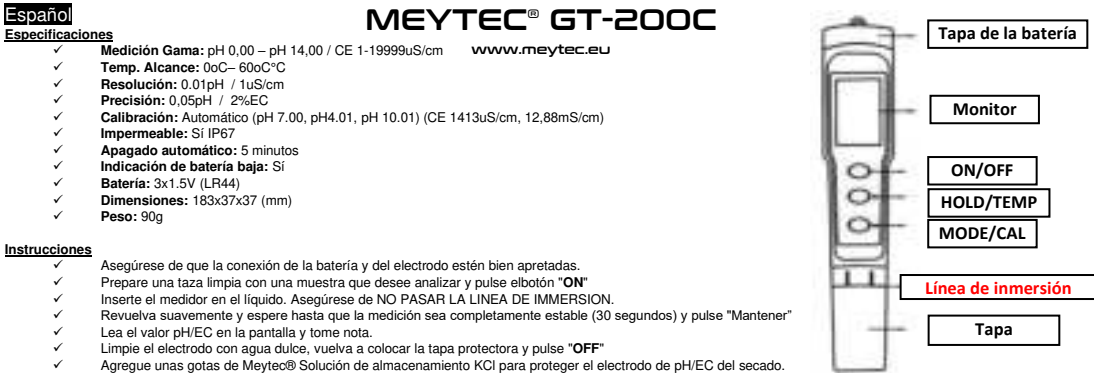 Español
MEYTEC® GT-200C
Especificaciones
✓ Medición Gama: pH 0,00 – pH 14,00 / CE 1-19999uS/cm www.meytec.eu
✓ Temp. Alcance: 0oC– 60oC°C
✓ Resolución: 0.01pH / 1uS/cm
✓ Precisión: 0,05pH / 2%EC
✓ Calibración: Automático (pH 7.00, pH4.01, pH 10.01) (CE 1413uS/cm, 12,88mS/cm)
✓ Impermeable: Sí IP67
✓ Apagado automático: 5 minutos
✓ Indicación de batería baja: Sí
✓ Batería: 3x1.5V (LR44)
✓ Dimensiones: 183x37x37 (mm)
✓ Peso: 90g
Instrucciones
✓ Asegúrese de que la conexión de la batería y del electrodo estén bien apretadas.
✓ Prepare una taza limpia con una muestra que desee analizar y pulse elbotón "ON"
✓ Inserte el medidor en el líquido. Asegúrese de NO PASAR LA LINEA DE IMMERSION.
✓ Revuelva suavemente y espere hasta que la medición sea completamente estable (30 segundos) y pulse "Mantener"
✓ Lea el valor pH/EC en la pantalla y tome nota.
✓ Limpie el electrodo con agua dulce, vuelva a colocar la tapa protectora y pulse "OFF"
✓ Agregue unas gotas de Meytec® Solución de almacenamiento KCl para proteger el electrodo de pH/EC del secado.
Tapa de la batería
Monitor
ON/OFF
HOLD/TEMP
MODE/CAL
Línea de inmersión
Tapa